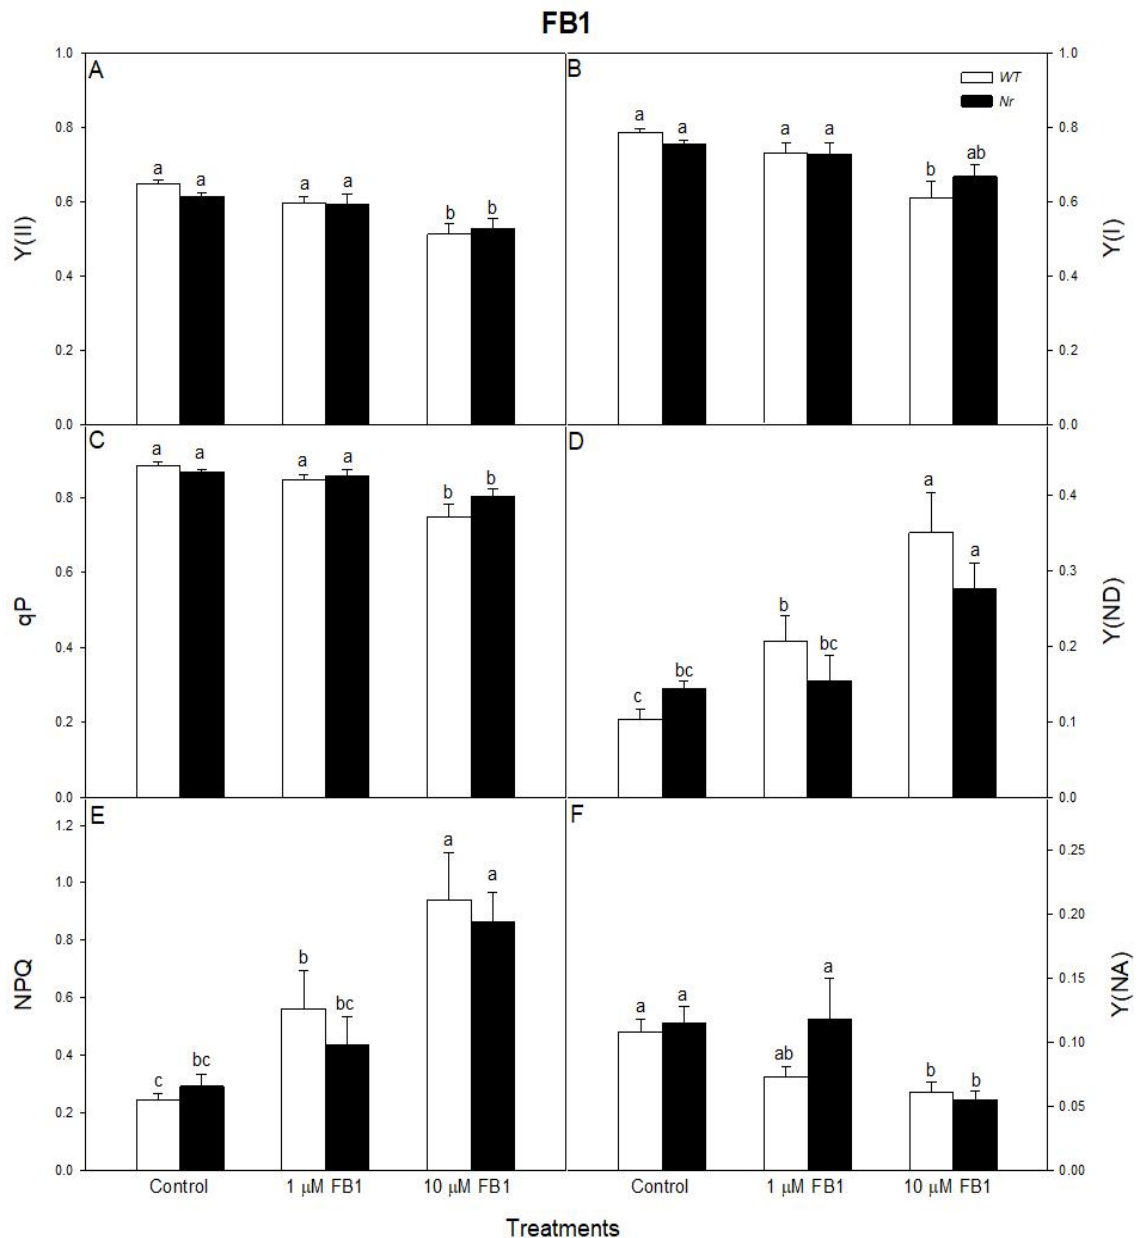 FB1
A
B
WT
Nr
1.0
0.8
0.6
0.4
0.2
0.0
Y(II)
a a a a b b
1.0
0.8
0.6
0.4
0.2
0.0
Y(I)
a a a a b ab
C
D
0.8
0.6
0.4
0.2
0.0
qP
a a a a b b
0.4
0.3
0.2
0.1
0.0
Y(ND)
c bc b bc a a
E
F
1.2
1.0
0.8
0.6
0.4
0.2
0.0
NPQ
c bc b bc a a
0.25
0.20
0.15
0.10
0.05
0.00
Y(NA)
a a ab a b b
Control 1 μM FB1 10 μM FB1 Control 1 μM FB1 10 μM FB1
Treatments